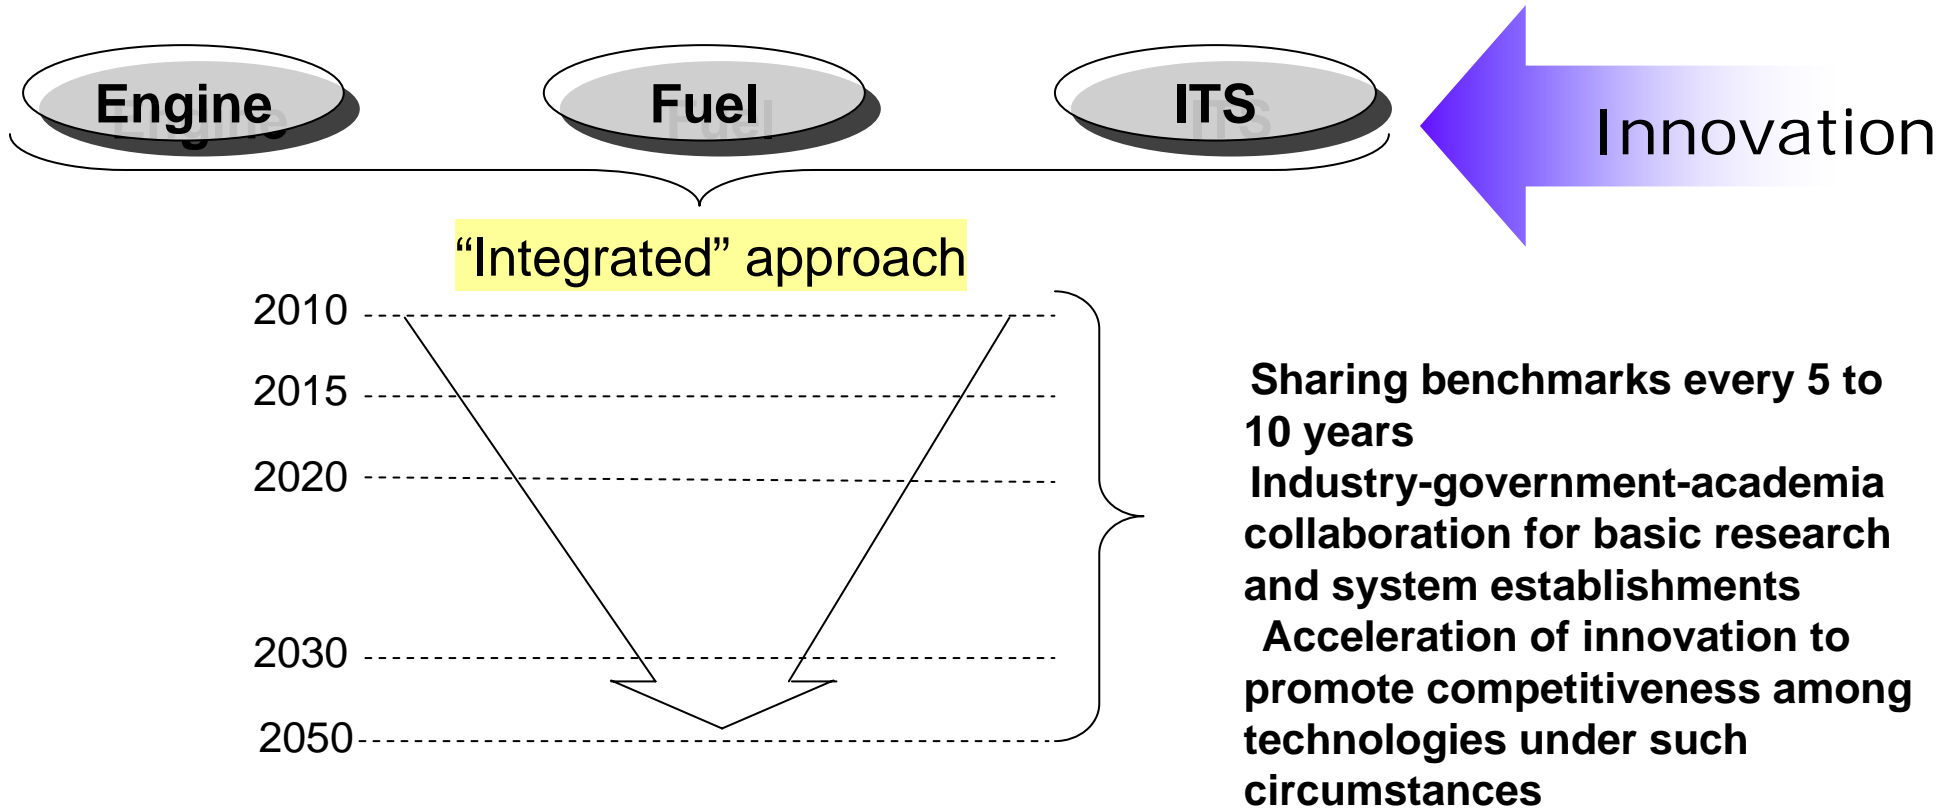 Engine
Fuel
ITS
Innovation
“Integrated” approach
2010
2015
2020
2030
2050
Sharing benchmarks every 5 to
10 years
Industry-government-academia
collaboration for basic research
and system establishments
Acceleration of innovation to
promote competitiveness among
technologies under such
circumstances